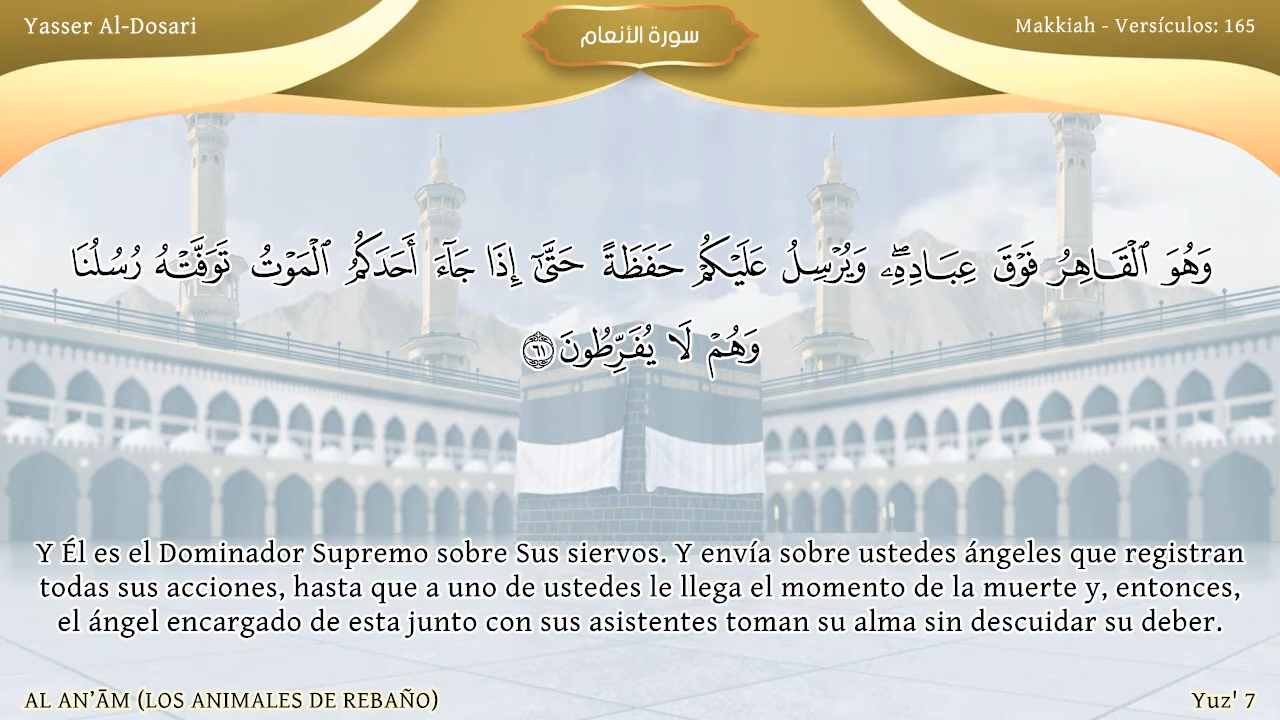 Yasser Al-Dosari
سورة الأنعام
Makkiah - Versículos: 165
وَهُوَ ٱلْقَاهِرُ فَوْقَ عِبَادِهِۦۖ وَيُرْسِلُ عَلَيْكُمْ حَفَظَةً حَتَّىٰٓ إِذَا جَآءَ أَحَدَكُمُ ٱلْمَوْتُ تَوَفَّتْهُ رُسُلُنَا
وَهُمْ لَا يُفَرِّطُونَ ٦١
Y Él es el Dominador Supremo sobre Sus siervos. Y envía sobre ustedes ángeles que registran
todas sus acciones, hasta que a uno de ustedes le llega el momento de la muerte y, entonces,
el ángel encargado de esta junto con sus asistentes toman su alma sin descuidar su deber.
AL AN’ĀM (LOS ANIMALES DE REBAÑO)
Yuz' 7